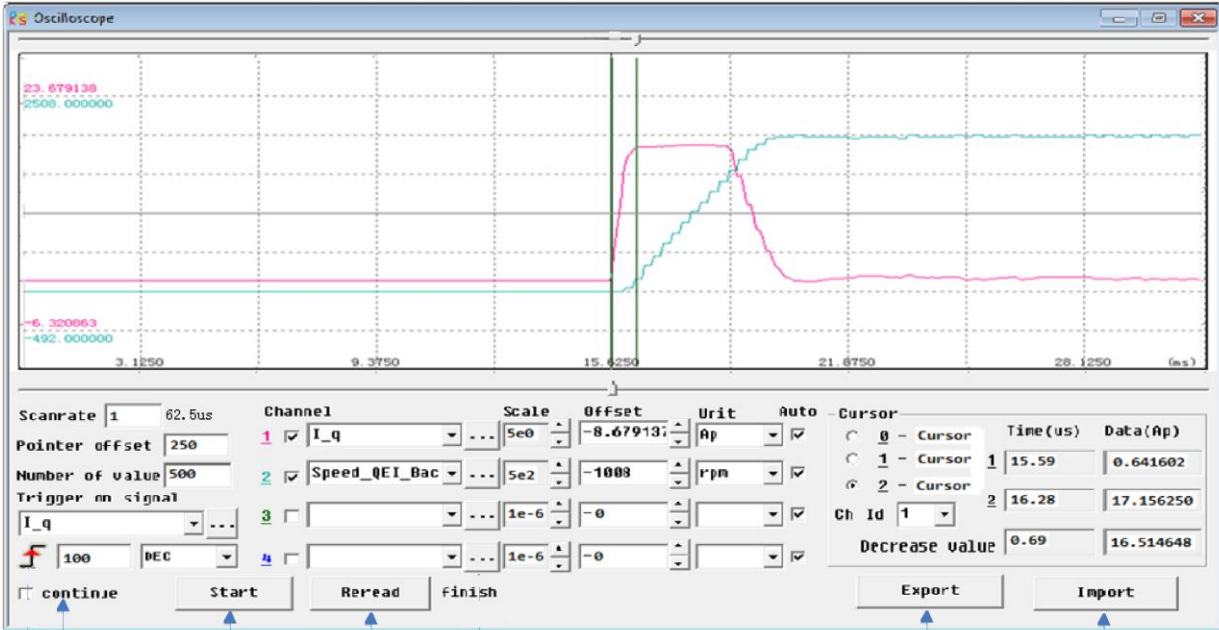 Rs Oscilloscope
23.679138
2508.000000
-6.320863
-492.000000
3.1250 9.3750 15.6250 21.8750 28.1250 (ms)
Scanrate 1 62.5us Channel Scale Offset Unit Auto Cursor
1 I_q ... 5e0 -8.679137 Ap 0 - Cursor Time(us) Data(Ap)
Pointer offset 250 1 - Cursor 1 15.59 0.641602
Number of value 500 2 Speed_QEI_Bac ... 5e2 -1008 rpm 2 - Cursor
Trigger on signal 2 16.28 17.156250
I_q ... 3 ... 1e-6 -0 Ch Id 1
100 DEC 4 ... 1e-6 -0 Decrease value 0.69 16.514648
continue Start Reread finish Export Import